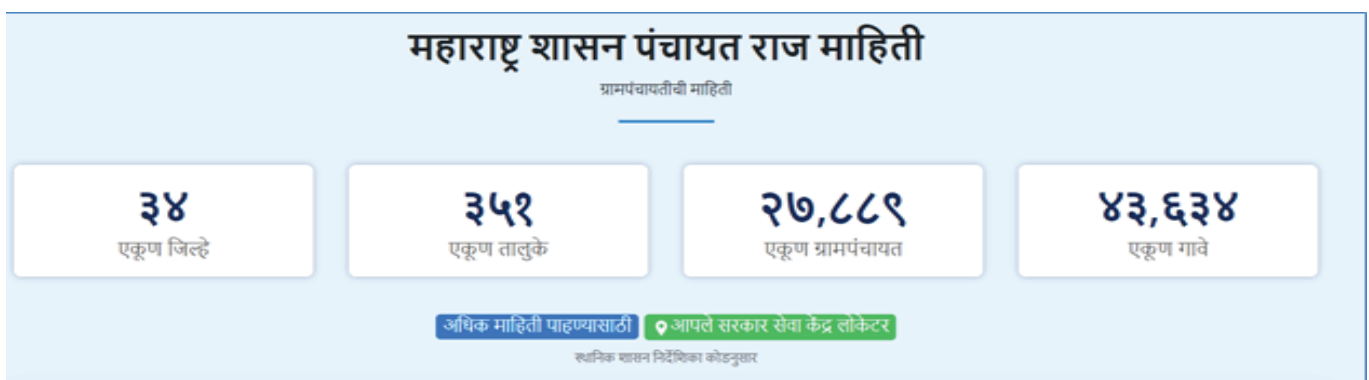 महाराष्ट्र शासन पंचायत राज माहिती
ग्रामपंचायतीची माहिती
३४
एकूण जिल्हे
३५१
एकूण तालुके
२७,८८९
एकूण ग्रामपंचायत
४३,६३४
एकूण गावे
अधिक माहिती पाहण्यासाठी
आपले सरकार सेवा केंद्र लोकेटर
स्थानिक शासन निर्देशिका कोडनुसार